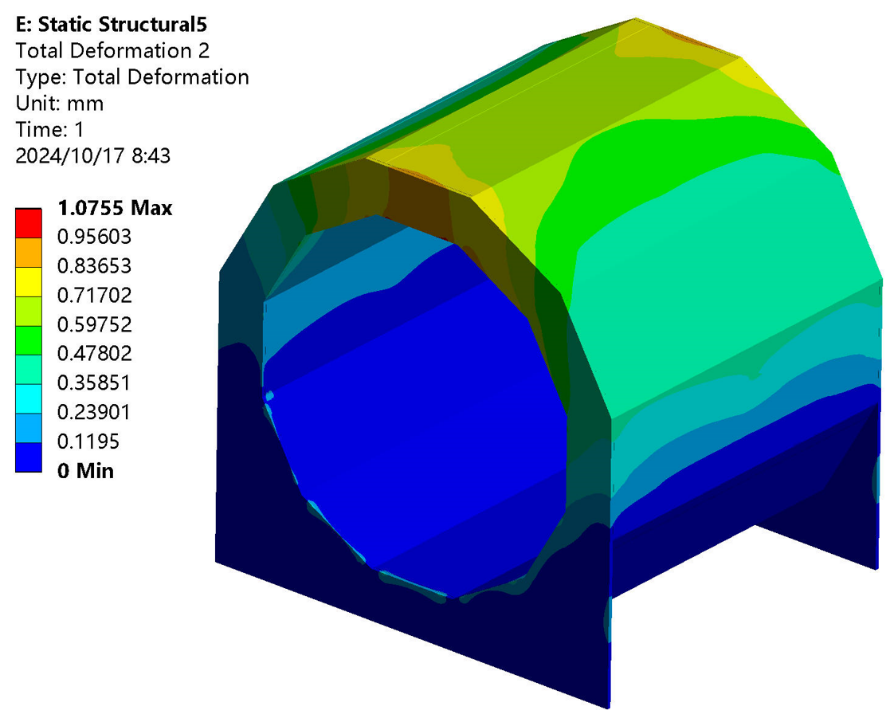 E: Static Structural5
Total Deformation 2
Type: Total Deformation
Unit: mm
Time: 1
2024/10/17 8:43
1.0755 Max
0.95603
0.83653
0.71702
0.59752
0.47802
0.35851
0.23901
0.1195
0 Min